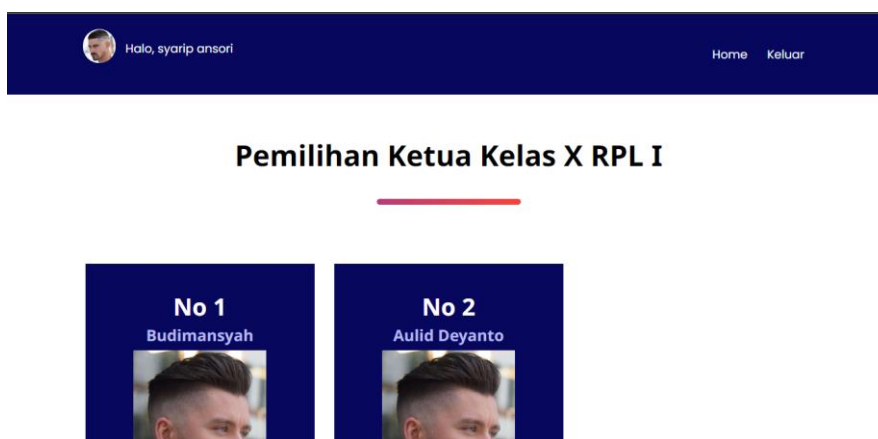 Halo, syarip ansori
Home Keluar
Pemilihan Ketua Kelas X RPL I
No 1
Budimansyah
No 2
Aulid Deyanto